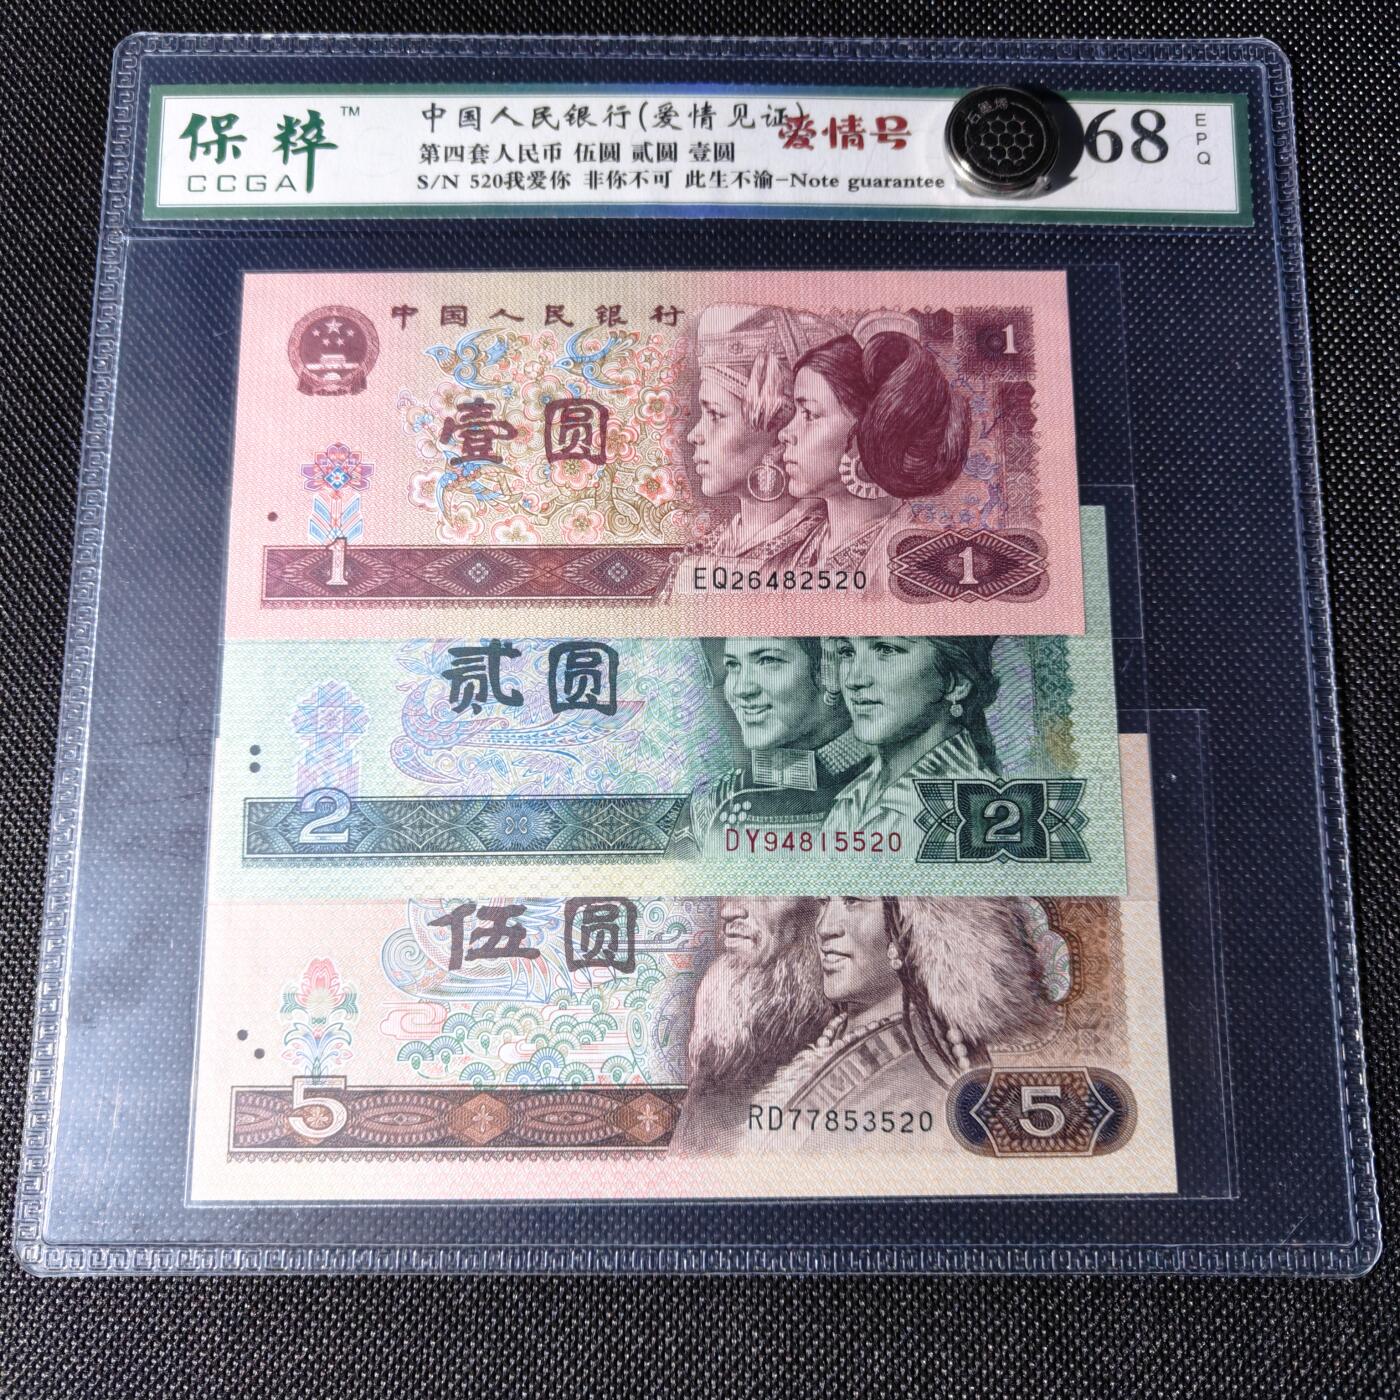 保粹™
CCGA
中国人民银行(爱情见证)
爱情号
第四套人民币 伍圆 贰圆 壹圆
S/N 520我爱你 非你不可 此生不渝-Note guarantee
68
EPQ
中国人民银行
1
壹圆
1
EQ26482520
1
贰圆
2
DY94815520
2
伍圆
5
RD77853520
5